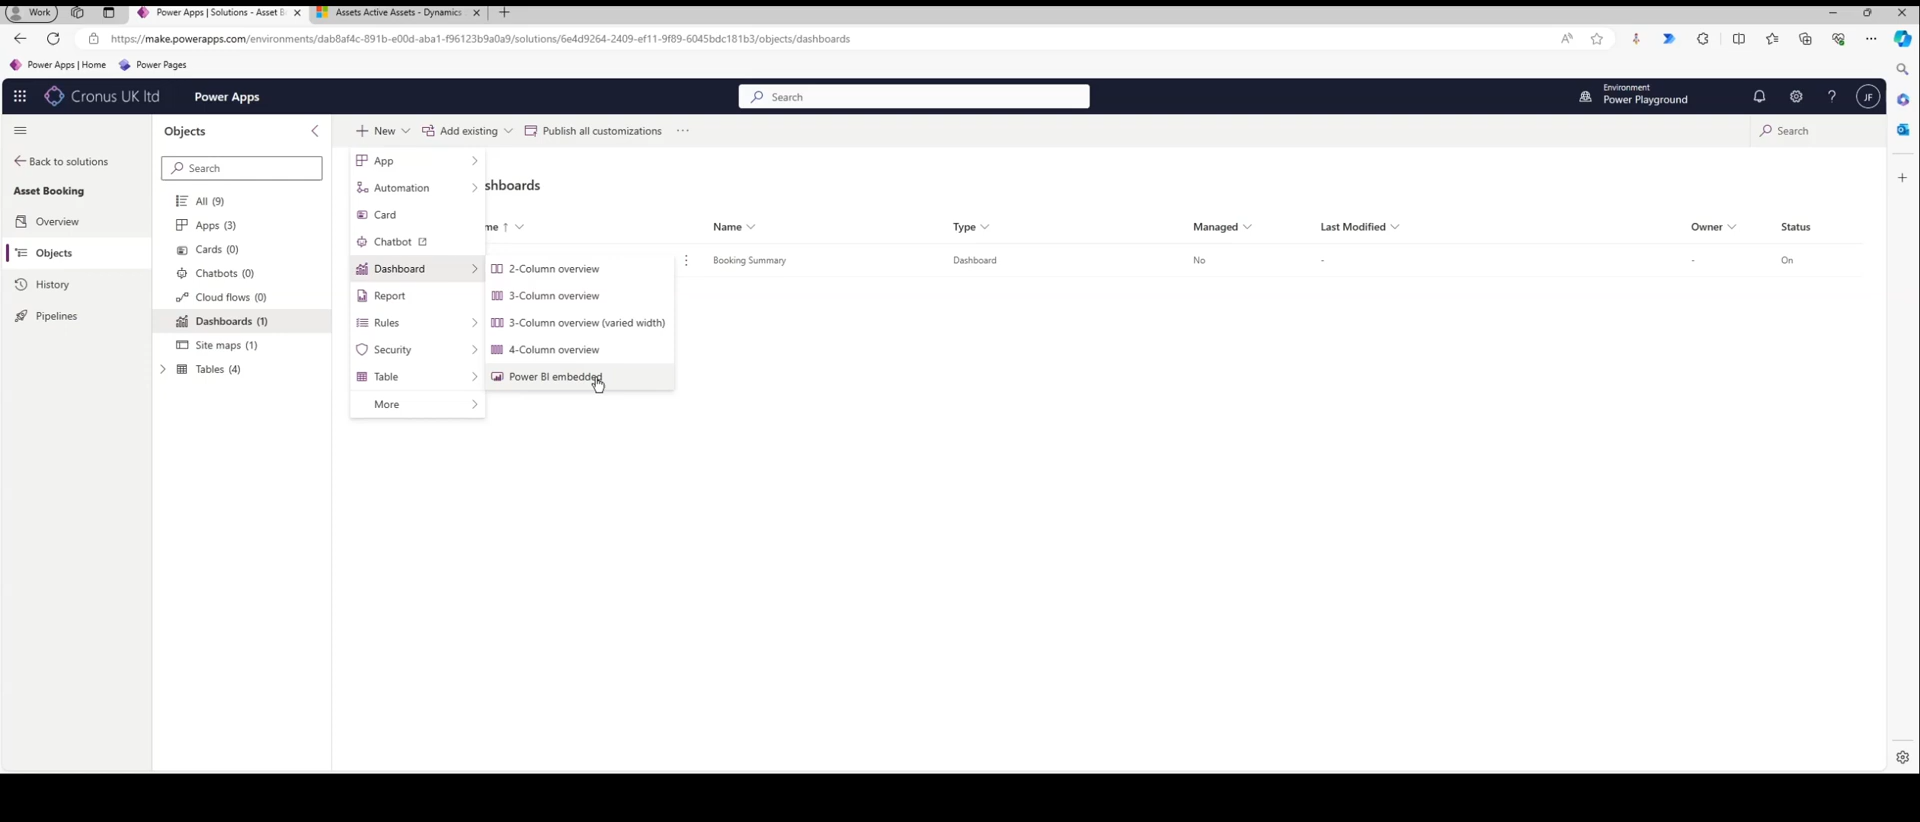 Work
Power Apps | Solutions - Asset B
Assets Active Assets - Dynamics
https://make.powerapps.com/environments/dab8af4c-891b-e00d-aba1-f96123b9a0a9/solutions/6e4d9264-2409-ef11-9f89-6045bdc181b3/objects/dashboards
Power Apps | Home
Power Pages
Cronus UK ltd
Power Apps
Search
Environment
Power Playground
JF
Objects
New
Add existing
Publish all customizations
Search
Back to solutions
Search
Asset Booking
Overview
Objects
History
Pipelines
All (9)
Apps (3)
Cards (0)
Chatbots (0)
Cloud flows (0)
Dashboards (1)
Site maps (1)
Tables (4)
App
Automation
Card
Chatbot
Dashboard
Report
Rules
Security
Table
More
2-Column overview
3-Column overview
3-Column overview (varied width)
4-Column overview
Power BI embedded
shboards
me ↑
Name
Type
Managed
Last Modified
Owner
Status
Booking Summary
Dashboard
No
-
-
On